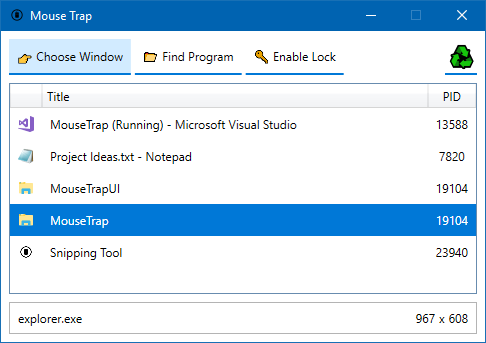 Mouse Trap
Choose Window Find Program Enable Lock
Title PID
MouseTrap (Running) - Microsoft Visual Studio 13588
Project Ideas.txt - Notepad 7820
MouseTrapUI 19104
MouseTrap 19104
Snipping Tool 23940
explorer.exe 967 x 608